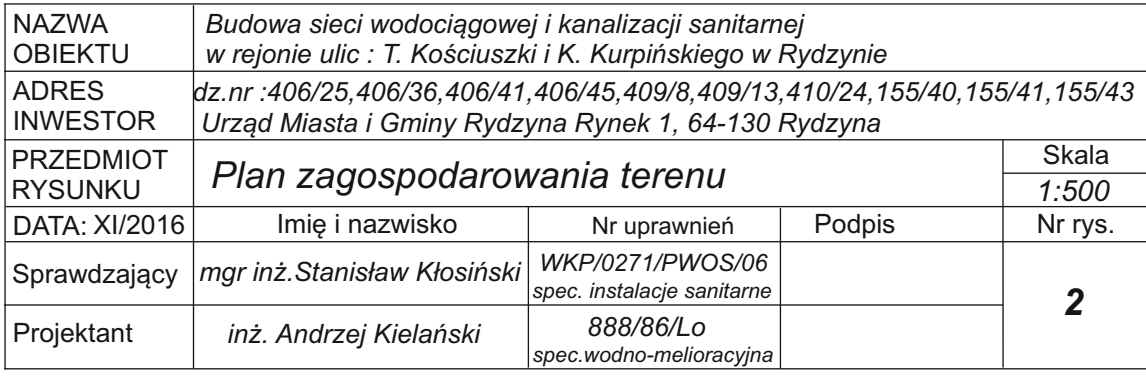 NAZWA
OBIEKTU
Budowa sieci wodociągowej i kanalizacji sanitarnej
w rejonie ulic : T. Kościuszki i K. Kurpińskiego w Rydzynie
ADRES
INWESTOR
dz.nr :406/25,406/36,406/41,406/45,409/8,409/13,410/24,155/40,155/41,155/43
Urząd Miasta i Gminy Rydzyna Rynek 1, 64-130 Rydzyna
PRZEDMIOT
RYSUNKU
Plan zagospodarowania terenu
Skala
1:500
DATA: XI/2016
Imię i nazwisko
Nr uprawnień
Podpis
Nr rys.
Sprawdzający
mgr inż.Stanisław Kłosiński
WKP/0271/PWOS/06
spec. instalacje sanitarne
2
Projektant
inż. Andrzej Kielański
888/86/Lo
spec.wodno-melioracyjna